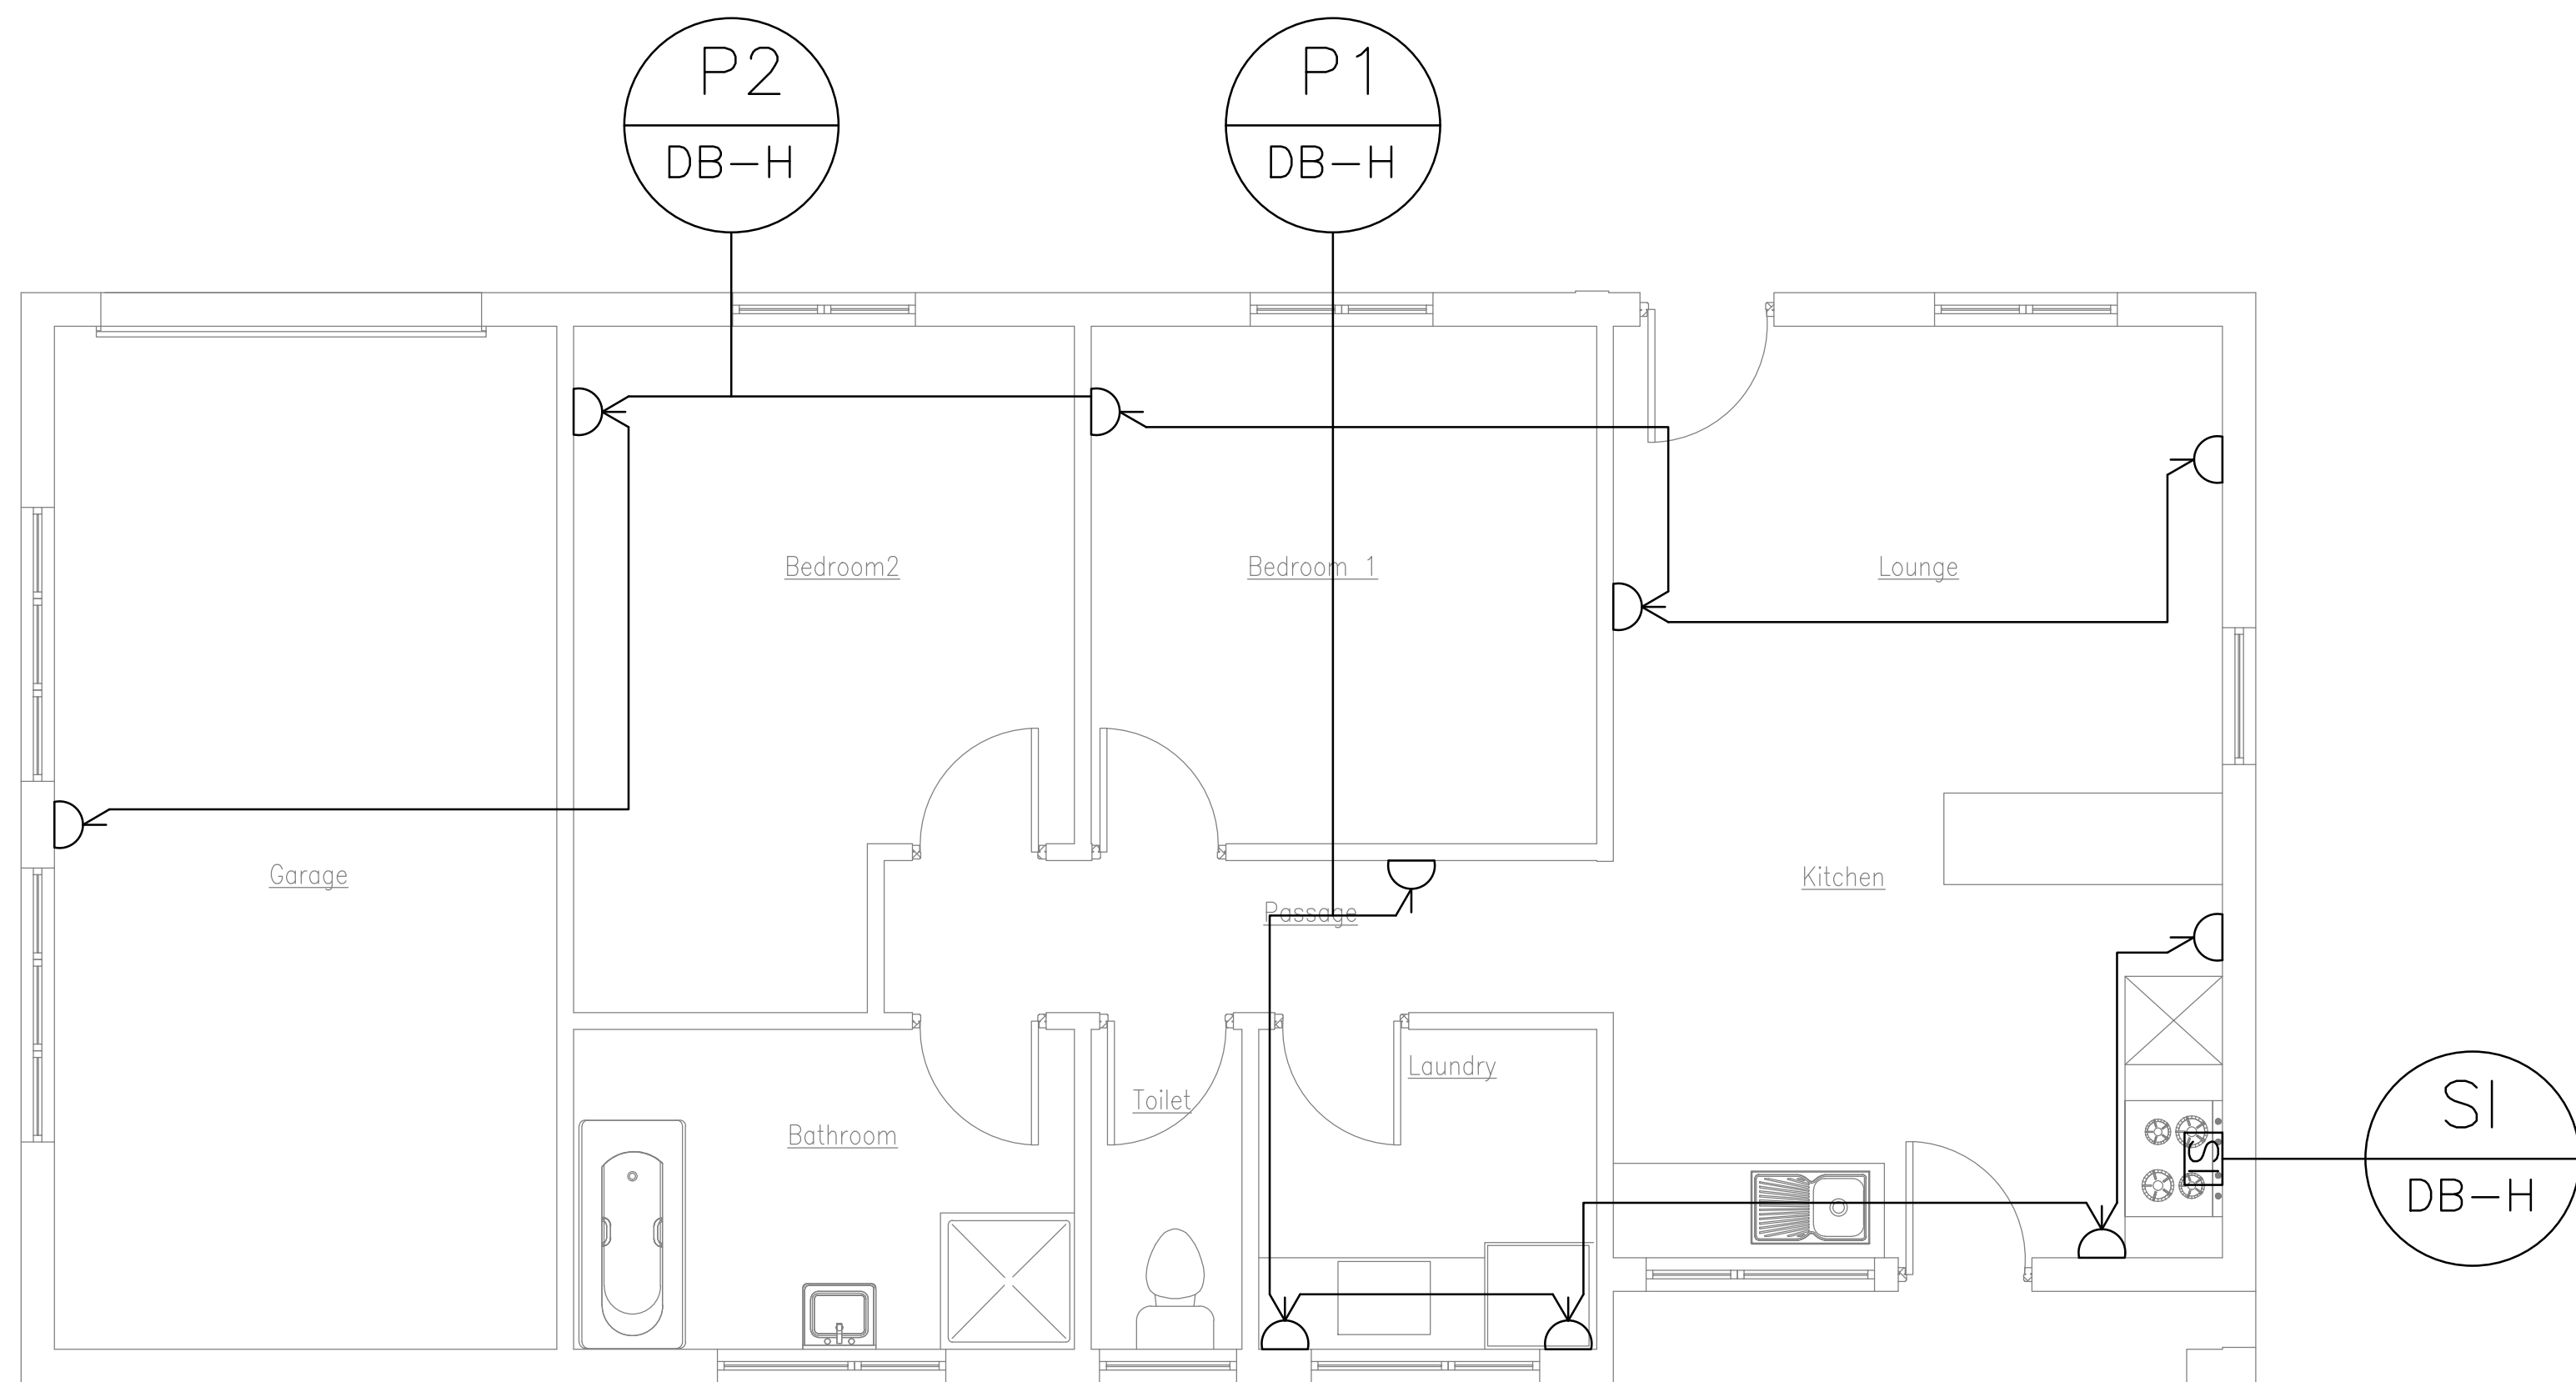 P2
DB-H
P1
DB-H
Bedroom2
Bedroom 1
Lounge
Garage
Passage
Kitchen
Laundry
Toilet
Bathroom
SI
SI
DB-H